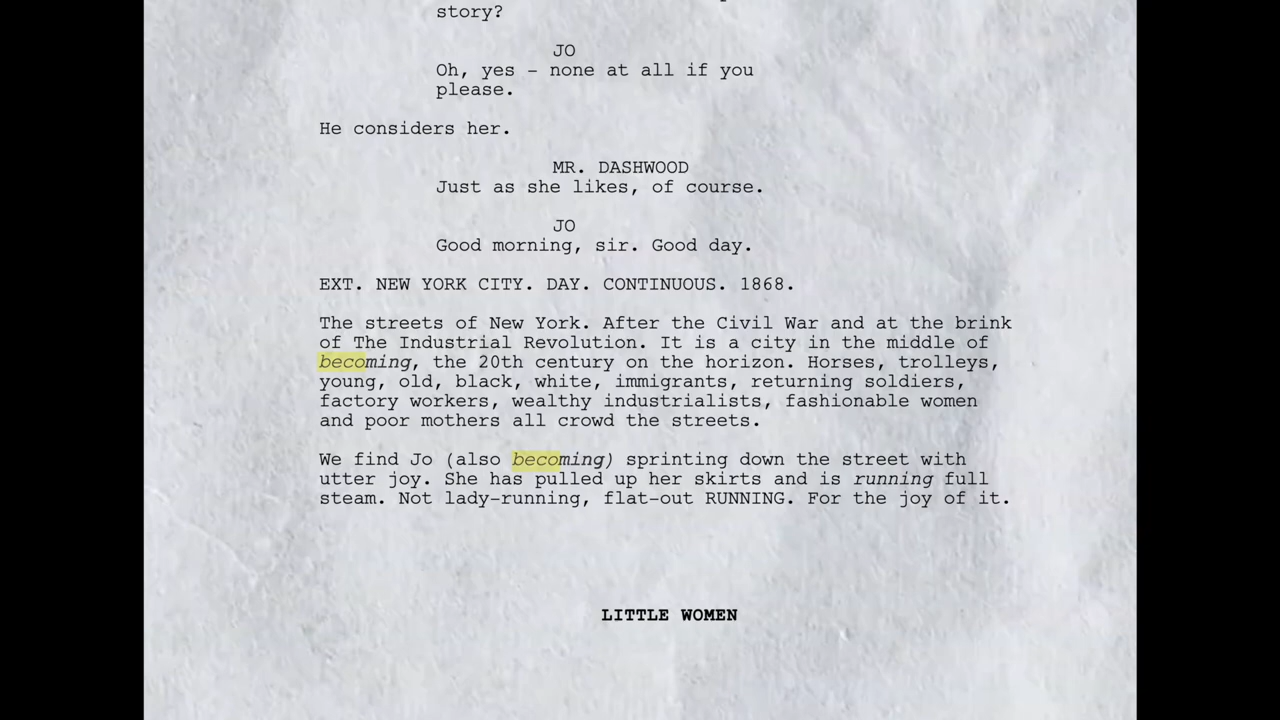 story?
JO
Oh, yes – none at all if you
please.
He considers her.
MR. DASHWOOD
Just as she likes, of course.
JO
Good morning, sir. Good day.
EXT. NEW YORK CITY. DAY. CONTINUOUS. 1868.
The streets of New York. After the Civil War and at the brink
of The Industrial Revolution. It is a city in the middle of
becoming, the 20th century on the horizon. Horses, trolleys,
young, old, black, white, immigrants, returning soldiers,
factory workers, wealthy industrialists, fashionable women
and poor mothers all crowd the streets.
We find Jo (also becoming) sprinting down the street with
utter joy. She has pulled up her skirts and is running full
steam. Not lady-running, flat-out RUNNING. For the joy of it.
LITTLE WOMEN